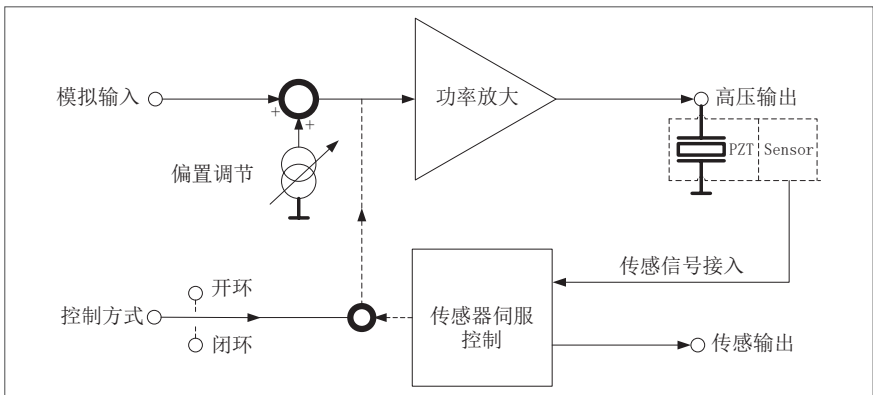 模拟输入
+
+
偏置调节
功率放大
高压输出
PZT
Sensor
传感信号接入
控制方式
开环
闭环
传感器伺服
控制
传感输出